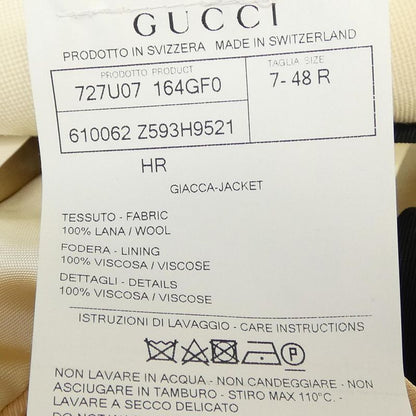 GUCCI
PRODOTTO IN SVIZZERA MADE IN SWITZERLAND
PRODOTTO PRODUCT
TAGLIA SIZE
727U07 164GF0
7- 48 R
610062 Z593H9521
HR
GIACCA-JACKET
TESSUTO - FABRIC
100% LANA / WOOL
FODERA - LINING
100% VISCOSA / VISCOSE
DETTAGLI - DETAILS
100% VISCOSA / VISCOSE
ISTRUZIONI DI LAVAGGIO - CARE INSTRUCTIONS
P
NON LAVARE IN ACQUA - NON CANDEGGIARE - NON
ASCIUGARE IN TAMBURO - STIRO MAX 110°C. -
LAVARE A SECCO DELICATO